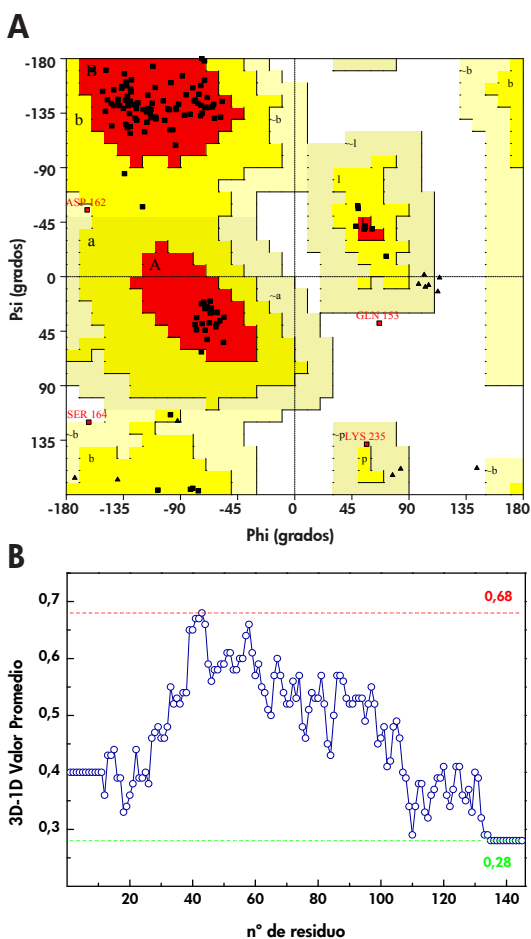 A
-180
-135
-90
-45
0
45
90
135
Psi (grados)
B
~b
b
b
~b
~l
l
ASP 162
a
A
~a
GLN 153
SER 164
~b
b
~p
LYS 235
p
~b
-180 -135 -90 -45 0 45 90 135 180
Phi (grados)
B
0,7
0,6
0,5
0,4
0,3
3D-1D Valor Promedio
0,68
0,28
20 40 60 80 100 120 140
n° de residuo